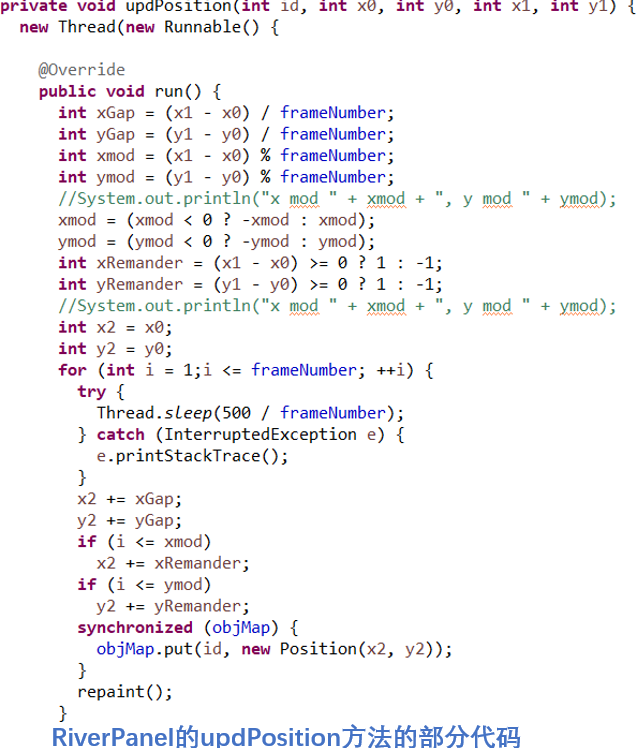 private void updPosition(int id, int x0, int y0, int x1, int y1) {
new Thread(new Runnable() {
@Override
public void run() {
int xGap = (x1 - x0) / frameNumber;
int yGap = (y1 - y0) / frameNumber;
int xmod = (x1 - x0) % frameNumber;
int ymod = (y1 - y0) % frameNumber;
//System.out.println("x mod " + xmod + ", y mod " + ymod);
xmod = (xmod < 0 ? -xmod : xmod);
ymod = (ymod < 0 ? -ymod : ymod);
int xRemander = (x1 - x0) >= 0 ? 1 : -1;
int yRemander = (y1 - y0) >= 0 ? 1 : -1;
//System.out.println("x mod " + xmod + ", y mod " + ymod);
int x2 = x0;
int y2 = y0;
for (int i = 1;i <= frameNumber; ++i) {
try {
Thread.sleep(500 / frameNumber);
} catch (InterruptedException e) {
e.printStackTrace();
}
x2 += xGap;
y2 += yGap;
if (i <= xmod)
x2 += xRemander;
if (i <= ymod)
y2 += yRemander;
synchronized (objMap) {
objMap.put(id, new Position(x2, y2));
}
repaint();
}
RiverPanel的updPosition方法的部分代码